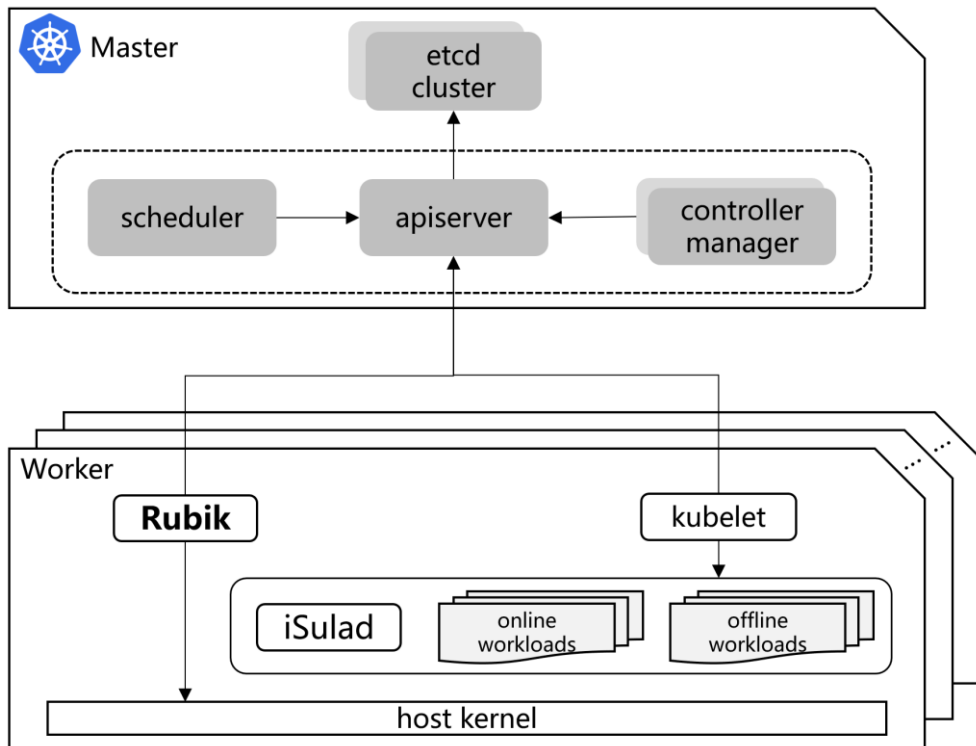 Master
etcd
cluster
scheduler
apiserver
controller
manager
Worker
Rubik
kubelet
iSulad
online
workloads
offline
workloads
host kernel